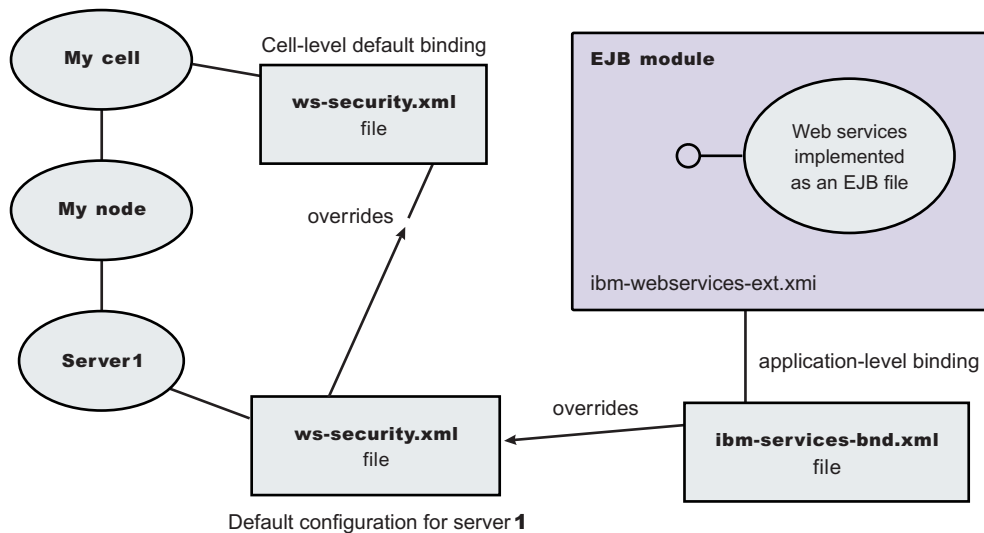 My cell
Cell-level default binding
ws-security.xml
file
EJB module
Web services
implemented
as an EJB file
My node
overrides
ibm-webservices-ext.xmi
Server1
application-level binding
overrides
ws-security.xml
file
ibm-services-bnd.xml
file
Default configuration for server 1